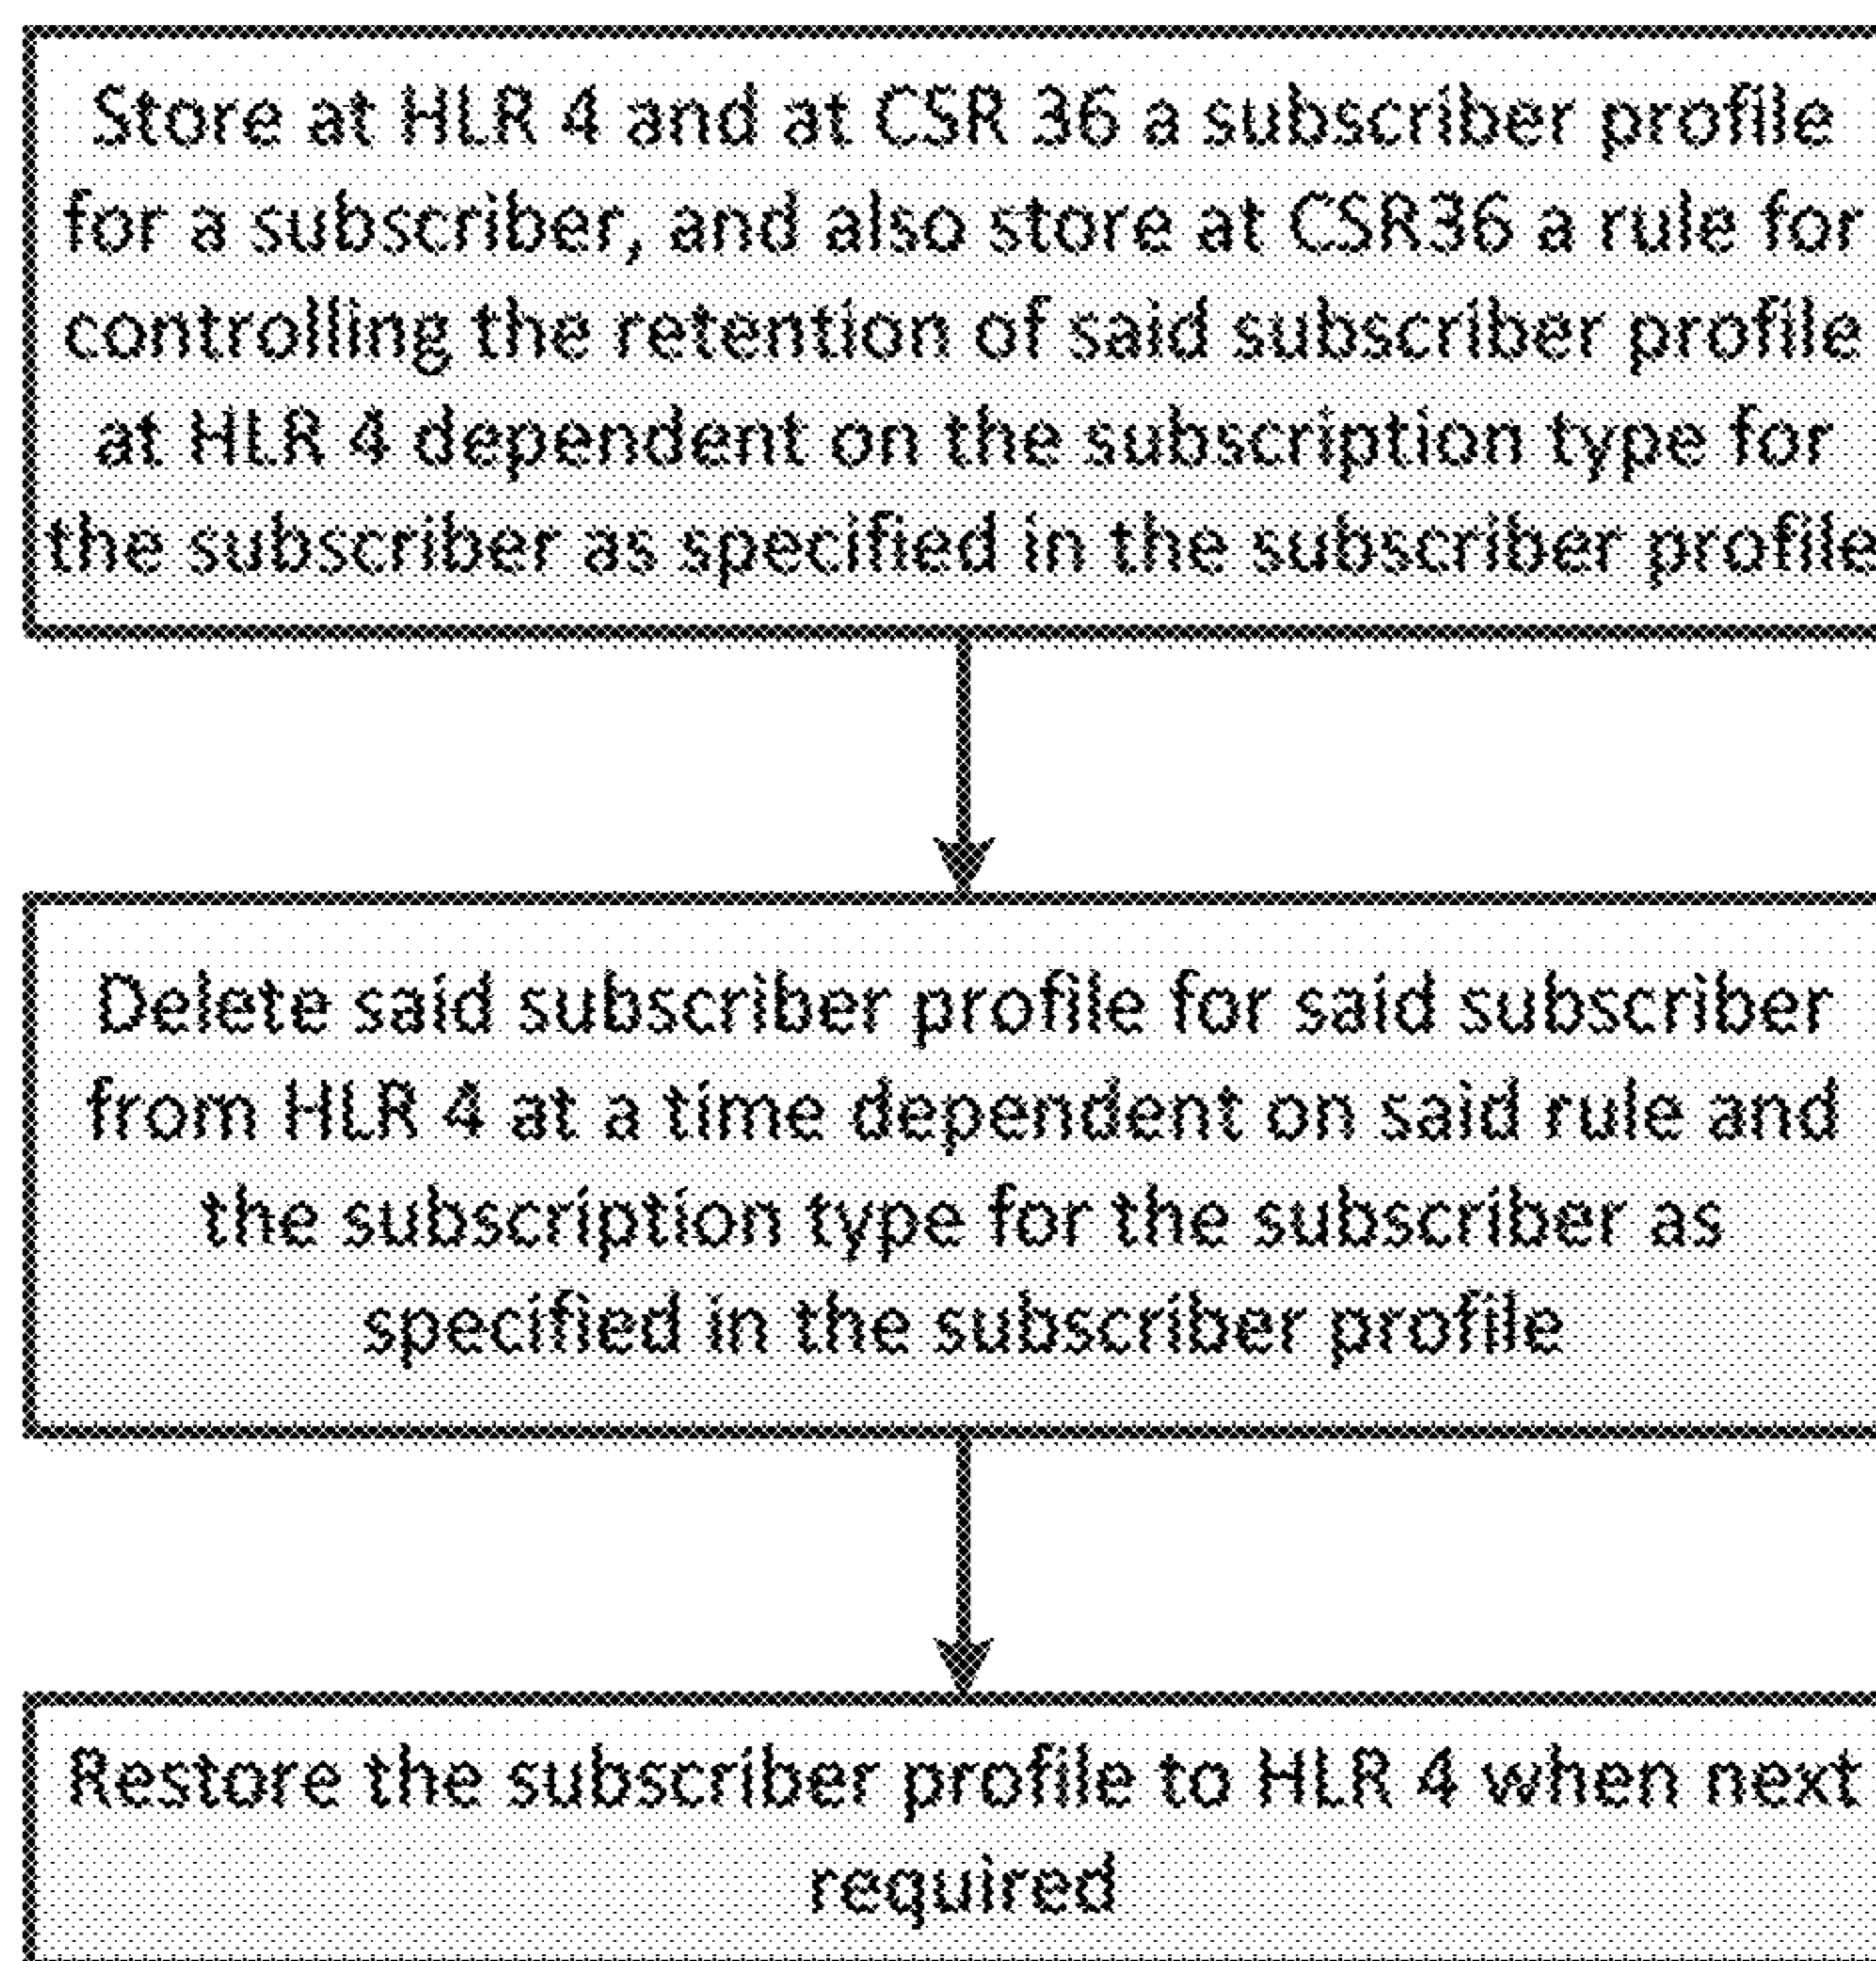 Store at HLR 4 and at CSR 36 a subscriber profile
for a subscriber, and also store at CSR36 a rule for
controlling the retention of said subscriber profile
at HLR 4 dependent on the subscription type for
the subscriber as specified in the subscriber profile
Delete said subscriber profile for said subscriber
from HLR 4 at a time dependent on said rule and
the subscription type for the subscriber as
specified in the subscriber profile
Restore the subscriber profile to HLR 4 when next
required